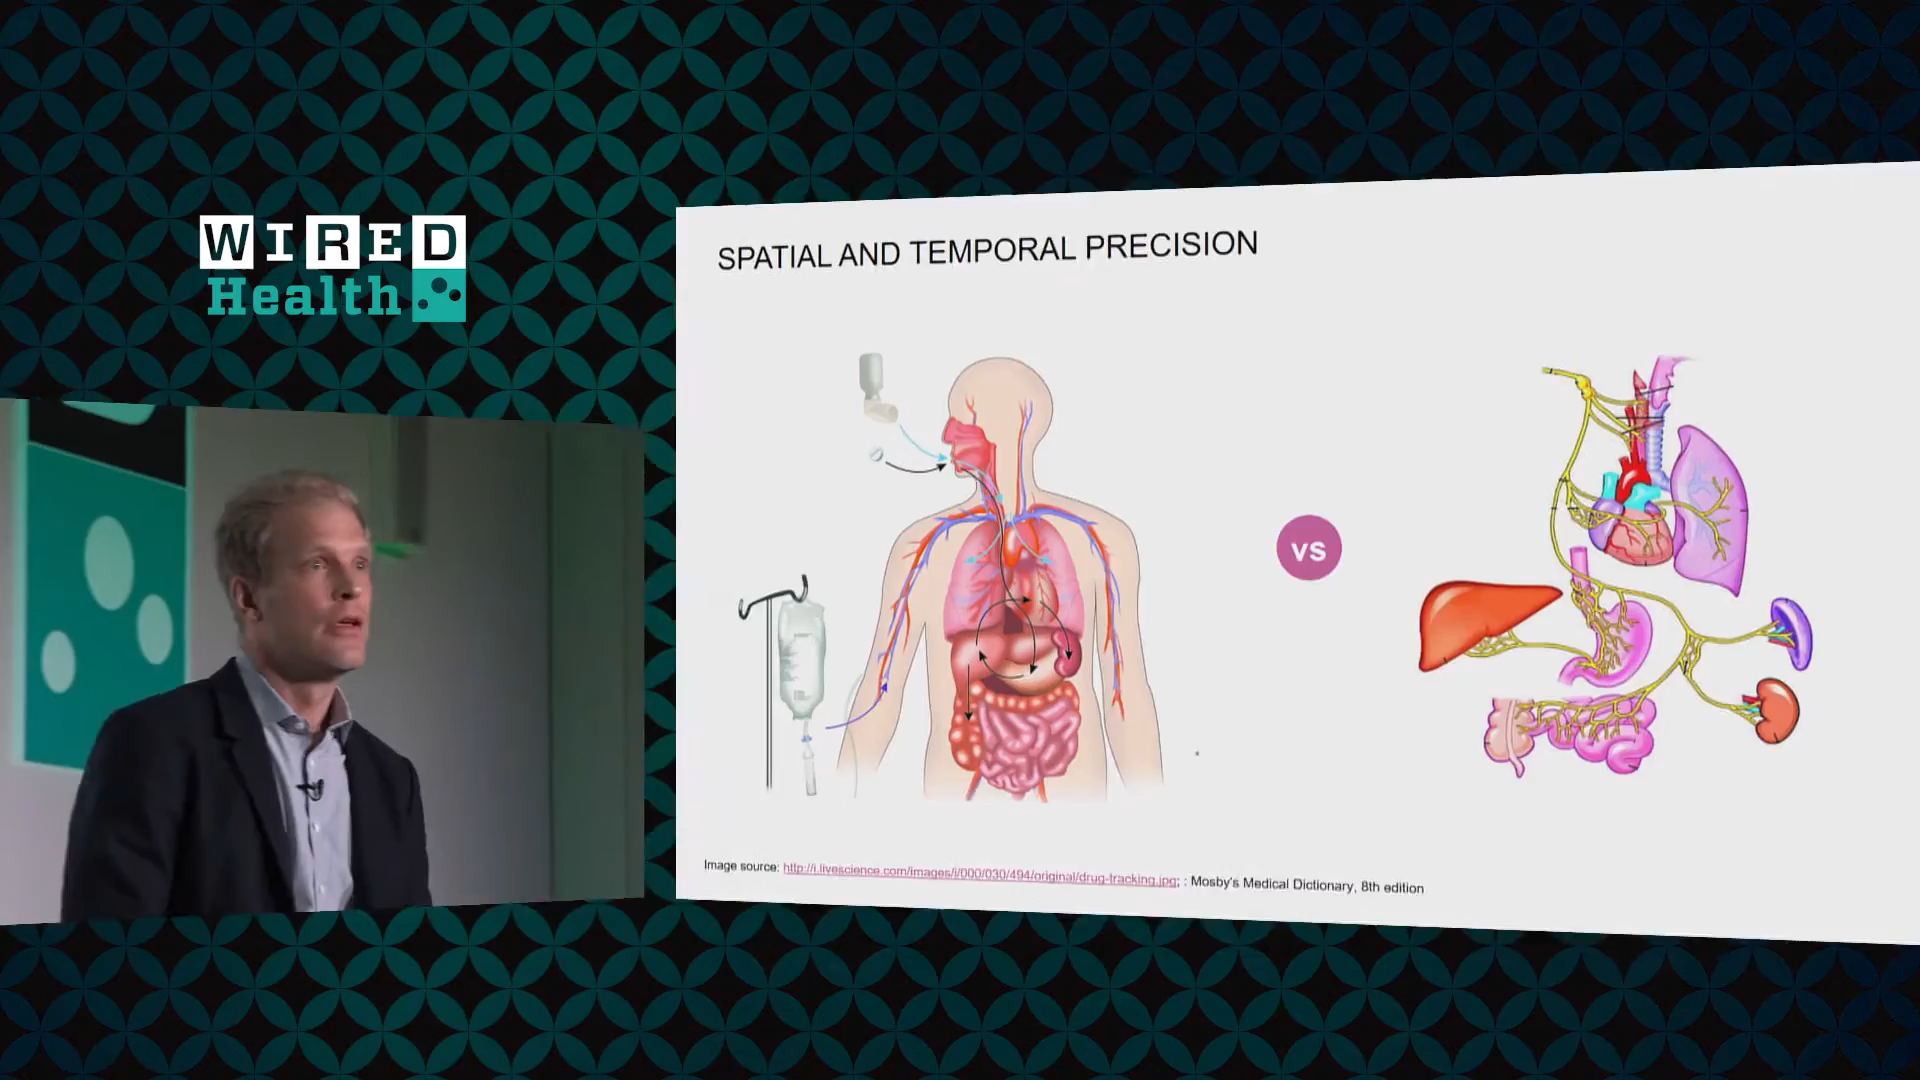 WIRED
Health
SPATIAL AND TEMPORAL PRECISION
vs
Image source: http://i.livescience.com/images/i/000/030/494/original/drug-tracking.jpg; : Mosby's Medical Dictionary, 8th edition